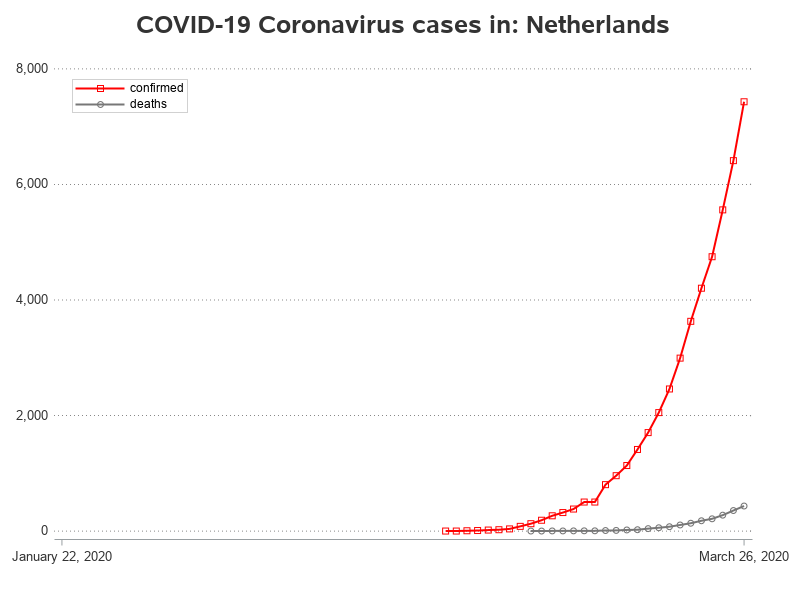 COVID-19 Coronavirus cases in: Netherlands
8,000
confirmed
deaths
6,000
4,000
2,000
0
January 22, 2020
March 26, 2020